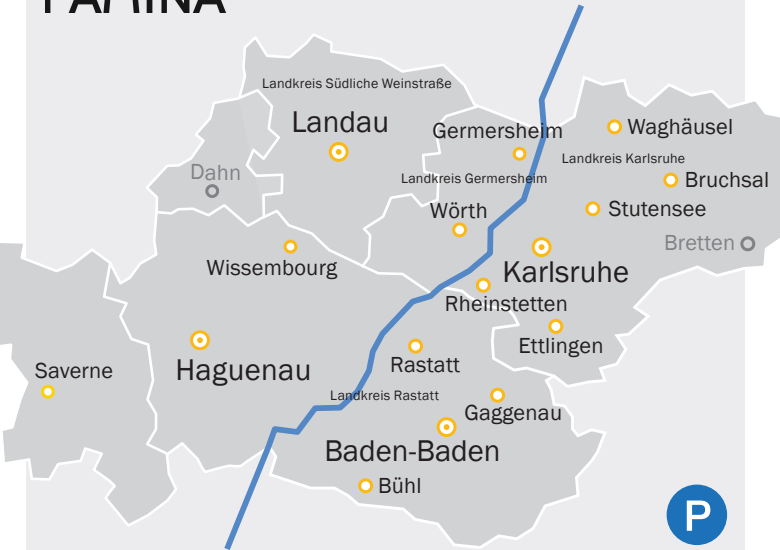 PAMINA
Landkreis Südliche Weinstraße
Landau
Germersheim
Waghäusel
Landkreis Karlsruhe
Dahn
Landkreis Germersheim
Bruchsal
Wörth
Stutensee
Bretten
Wissembourg
Karlsruhe
Rheinstetten
Ettlingen
Saverne
Haguenau
Rastatt
Landkreis Rastatt
Gaggenau
Baden-Baden
Bühl
P